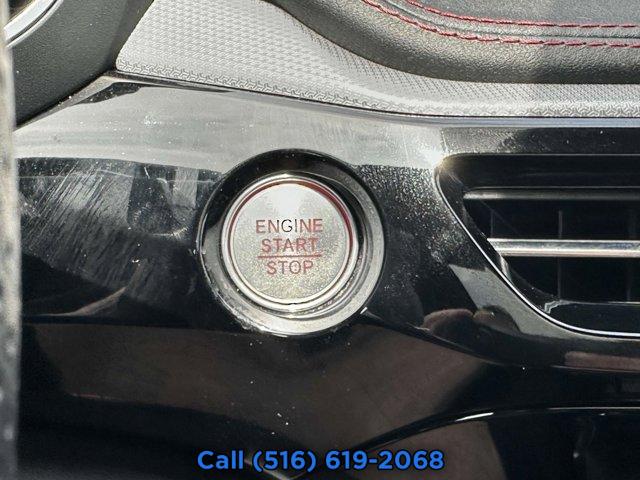 ENGINE
START
STOP
Call (516) 619-2068